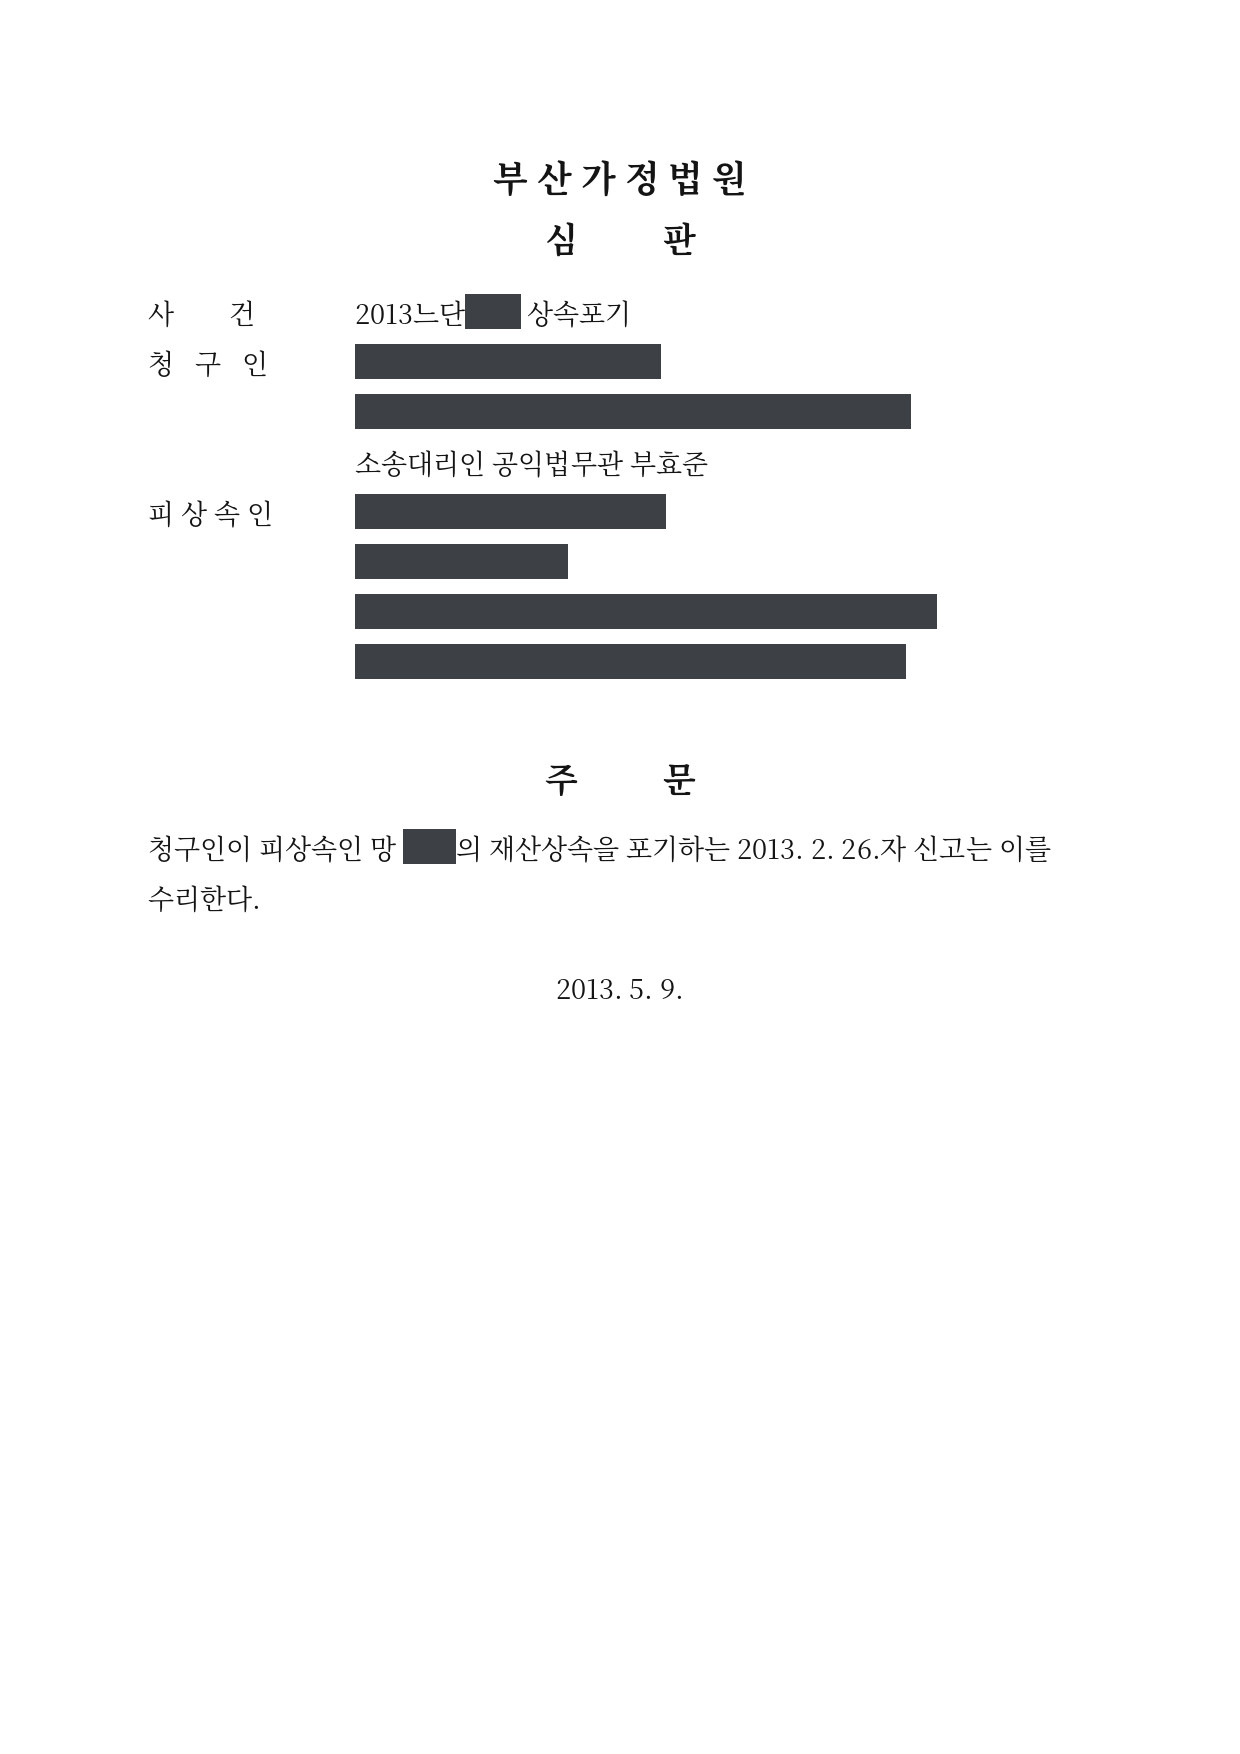 부산가정법원
심 판
사 건 2013느단 상속포기
청 구 인
소송대리인 공익법무관 부효준
피 상 속 인
주 문
청구인이 피상속인 망 의 재산상속을 포기하는 2013. 2. 26.자 신고는 이를
수리한다.
2013. 5. 9.